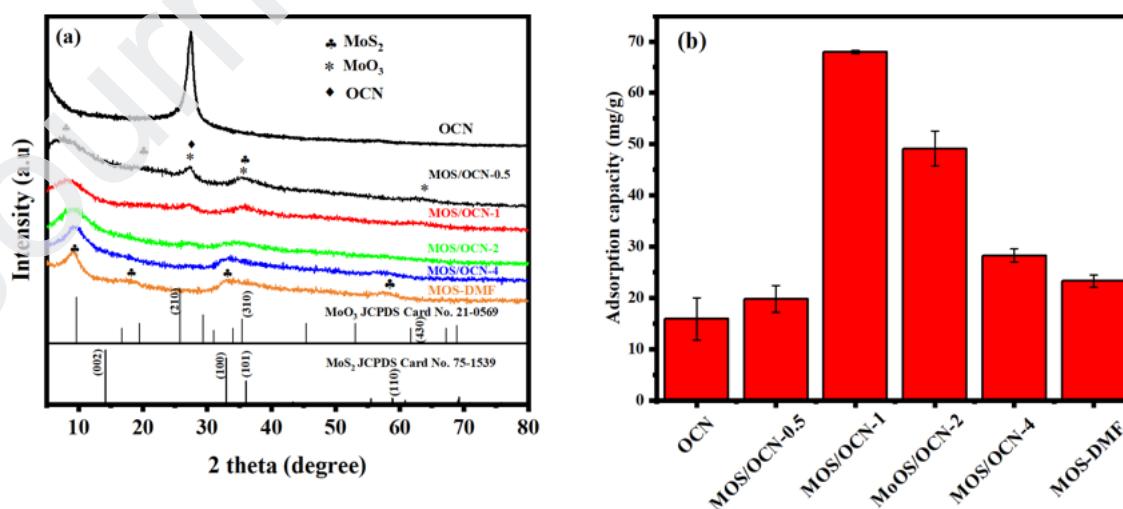 (a)
♣ MoS2
* MoO3
♦ OCN
OCN
MOS/OCN-0.5
MOS/OCN-1
MOS/OCN-2
MOS/OCN-4
MOS-DMF
(210)
(310)
MoO3 JCPDS Card No. 21-0569
(430)
(002)
(100)
(101)
MoS2 JCPDS Card No. 75-1539
(110)
10 20 30 40 50 60 70 80
2 theta (degree)
Intensity (a.u)
(b)
70
60
50
40
30
20
10
0
Adsorption capacity (mg/g)
OCN
MOS/OCN-0.5
MOS/OCN-1
MoOS/OCN-2
MOS/OCN-4
MOS-DMF